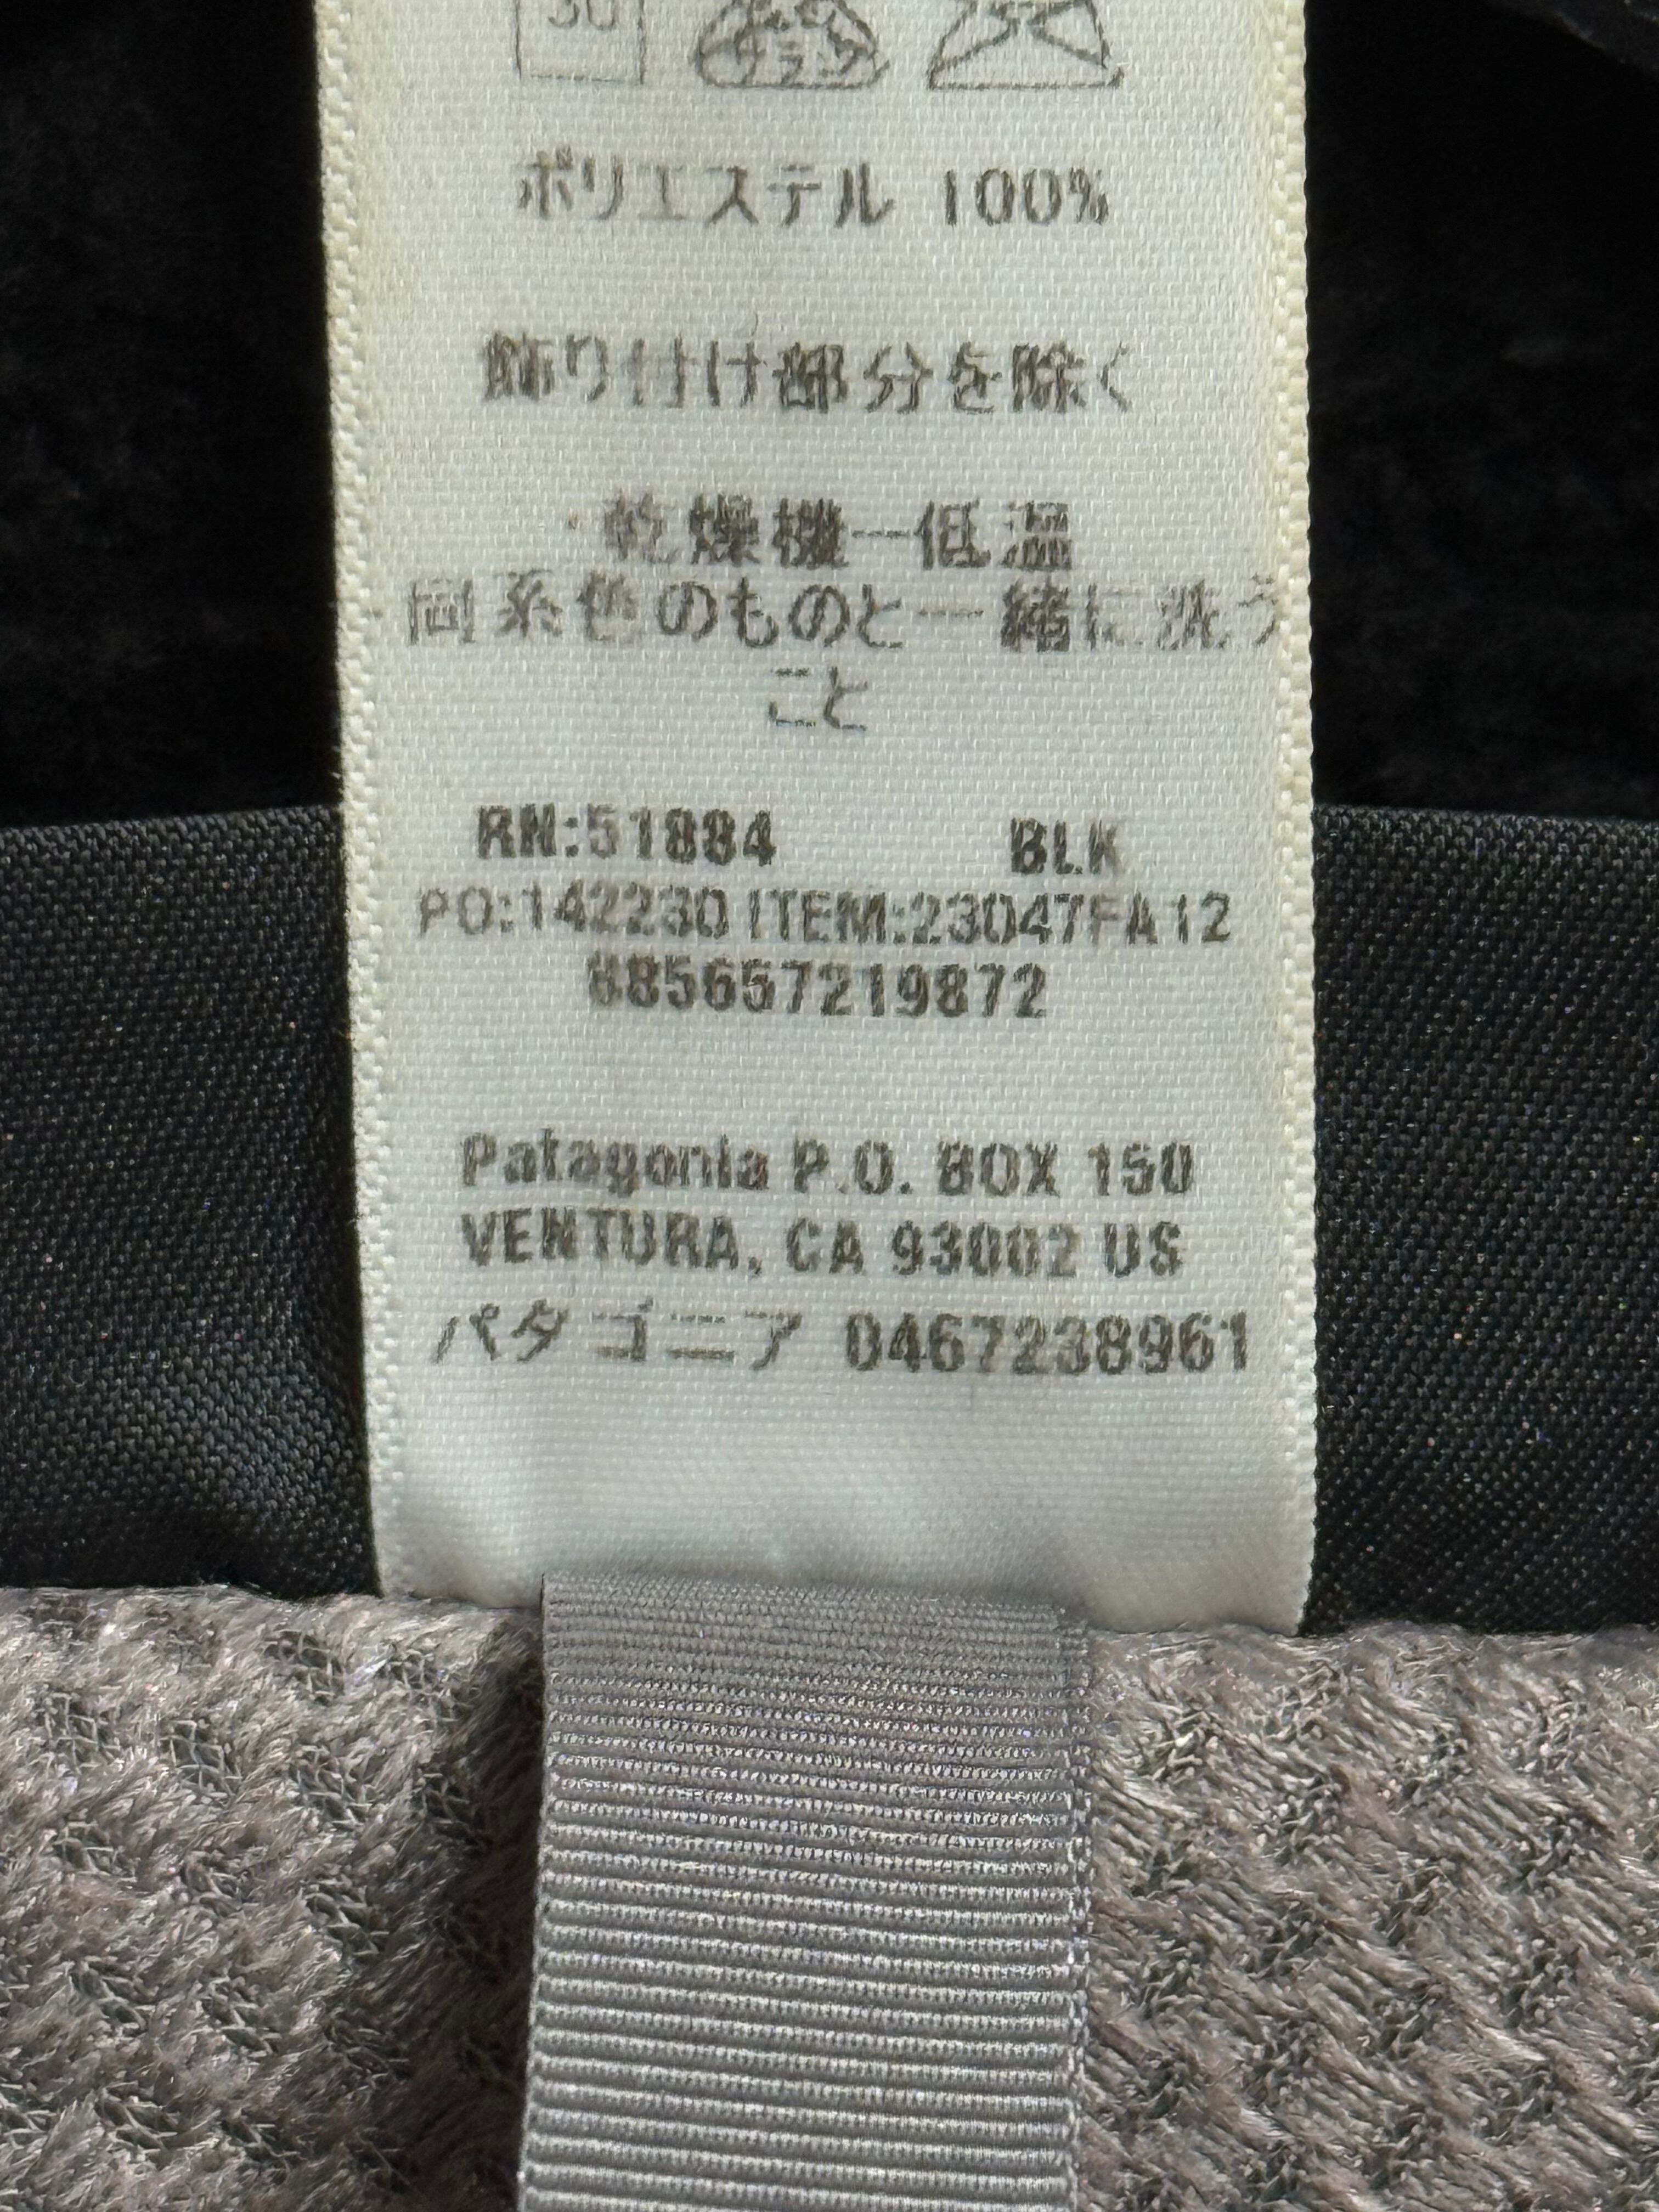 30
ポリエステル 100%
飾り付け部分を除く
乾燥機一低温
同系色のものと一緒に洗う
こと
RN:51884 BLK
PO:142230 ITEM:23047FA12
885657219872
Patagonia P.O. BOX 150
VENTURA, CA 93002 US
パタゴニア 0467238961